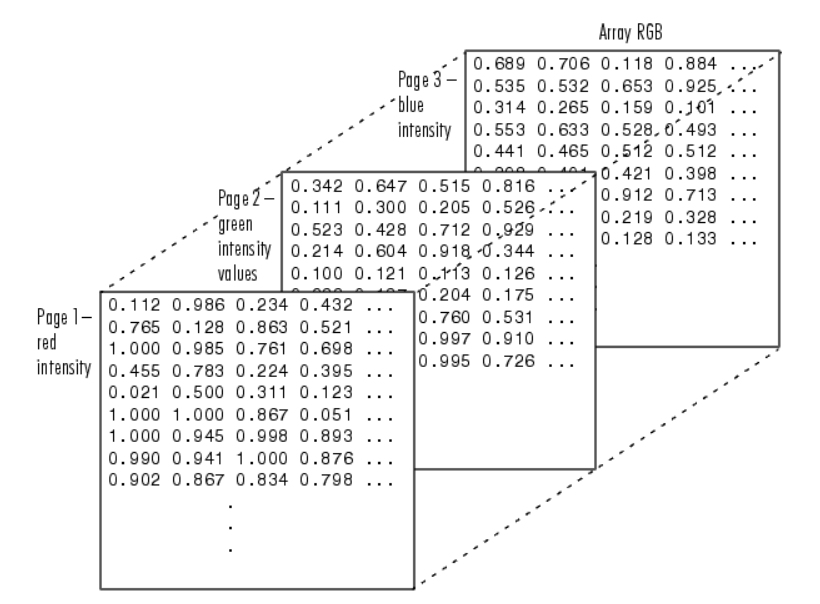 Array RGB
Page 3 –
blue
intensity
0.689 0.706 0.118 0.884 ...
0.535 0.532 0.653 0.925 ...
0.314 0.265 0.159 0.101 ...
0.553 0.633 0.528 0.493 ...
0.441 0.465 0.512 0.512 ...
0.421 0.398 ...
0.912 0.713 ...
0.219 0.328 ...
0.128 0.133 ...
Page 2 –
green
intensity
values
0.342 0.647 0.515 0.816 ...
0.111 0.300 0.205 0.526 ...
0.523 0.428 0.712 0.929 ...
0.214 0.604 0.918 0.344 ...
0.100 0.121 0.113 0.126 ...
0.204 0.175 ...
0.760 0.531 ...
0.997 0.910 ...
0.995 0.726 ...
Page 1 –
red
intensity
0.112 0.986 0.234 0.432 ...
0.765 0.128 0.863 0.521 ...
1.000 0.985 0.761 0.698 ...
0.455 0.783 0.224 0.395 ...
0.021 0.500 0.311 0.123 ...
1.000 1.000 0.867 0.051 ...
1.000 0.945 0.998 0.893 ...
0.990 0.941 1.000 0.876 ...
0.902 0.867 0.834 0.798 ...
.
.
.